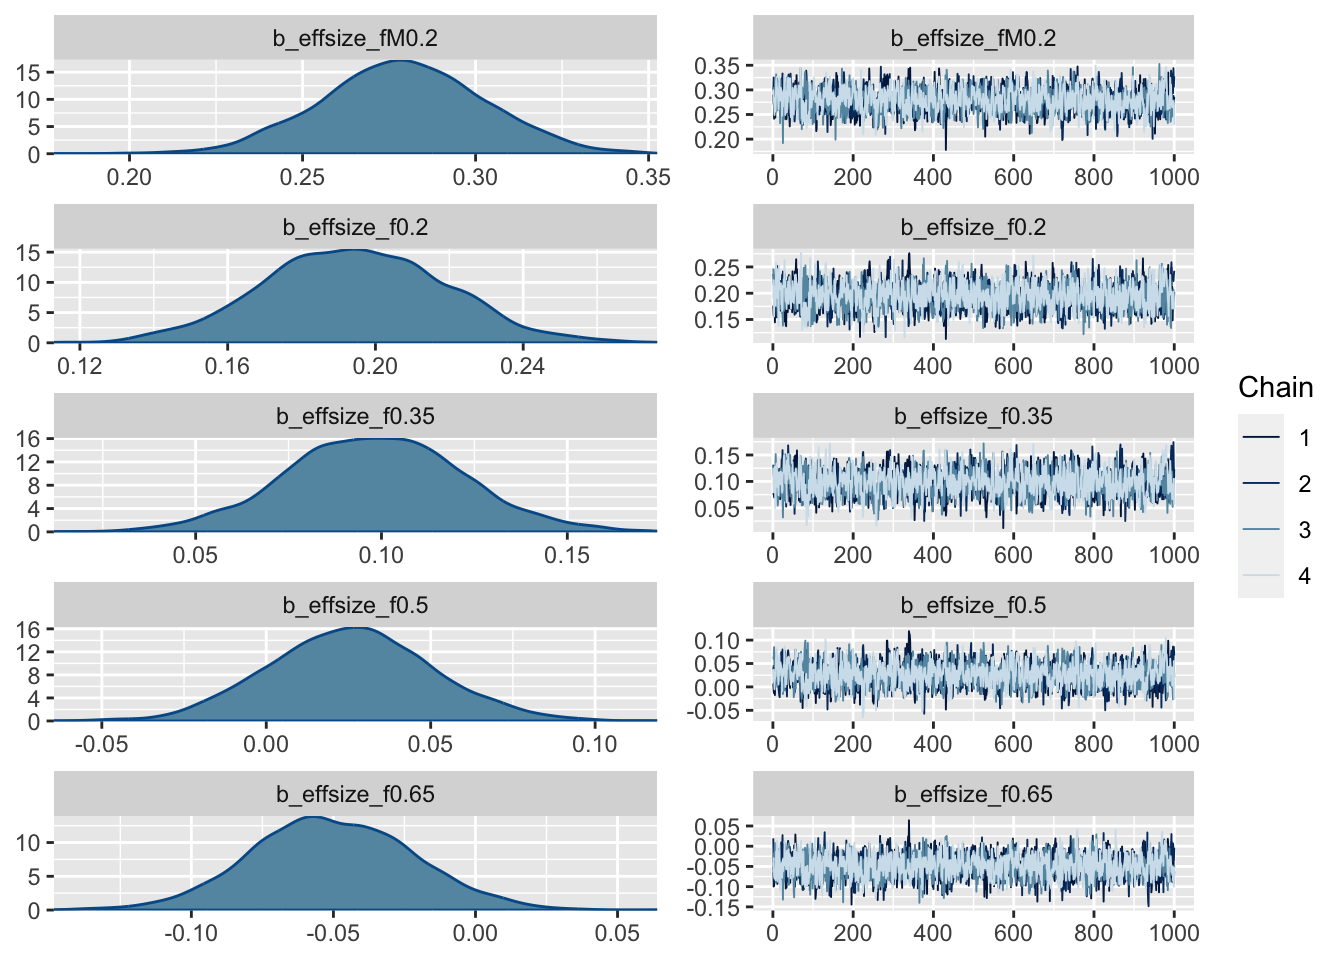 b_effsize_fM0.2
15
10
5
0
0.20 0.25 0.30 0.35
b_effsize_fM0.2
0.35
0.30
0.25
0.20
0 200 400 600 800 1000
b_effsize_f0.2
15
10
5
0
0.12 0.16 0.20 0.24
b_effsize_f0.2
0.25
0.20
0.15
0 200 400 600 800 1000
b_effsize_f0.35
16
12
8
4
0
0.05 0.10 0.15
b_effsize_f0.35
0.15
0.10
0.05
0 200 400 600 800 1000
b_effsize_f0.5
16
12
8
4
0
-0.05 0.00 0.05 0.10
b_effsize_f0.5
0.10
0.05
0.00
-0.05
0 200 400 600 800 1000
b_effsize_f0.65
10
5
0
-0.10 -0.05 0.00 0.05
b_effsize_f0.65
0.05
0.00
-0.05
-0.10
-0.15
0 200 400 600 800 1000
Chain
1
2
3
4